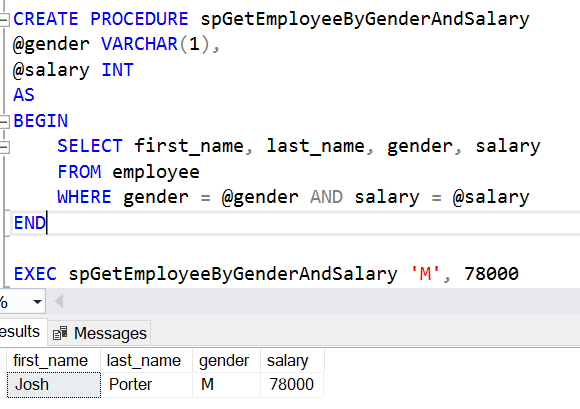 CREATE PROCEDURE spGetEmployeeByGenderAndSalary
@gender VARCHAR(1),
@salary INT
AS
BEGIN
SELECT first_name, last_name, gender, salary
FROM employee
WHERE gender = @gender AND salary = @salary
END
EXEC spGetEmployeeByGenderAndSalary 'M', 78000
%
esults Messages
first_name last_name gender salary
Josh Porter M 78000